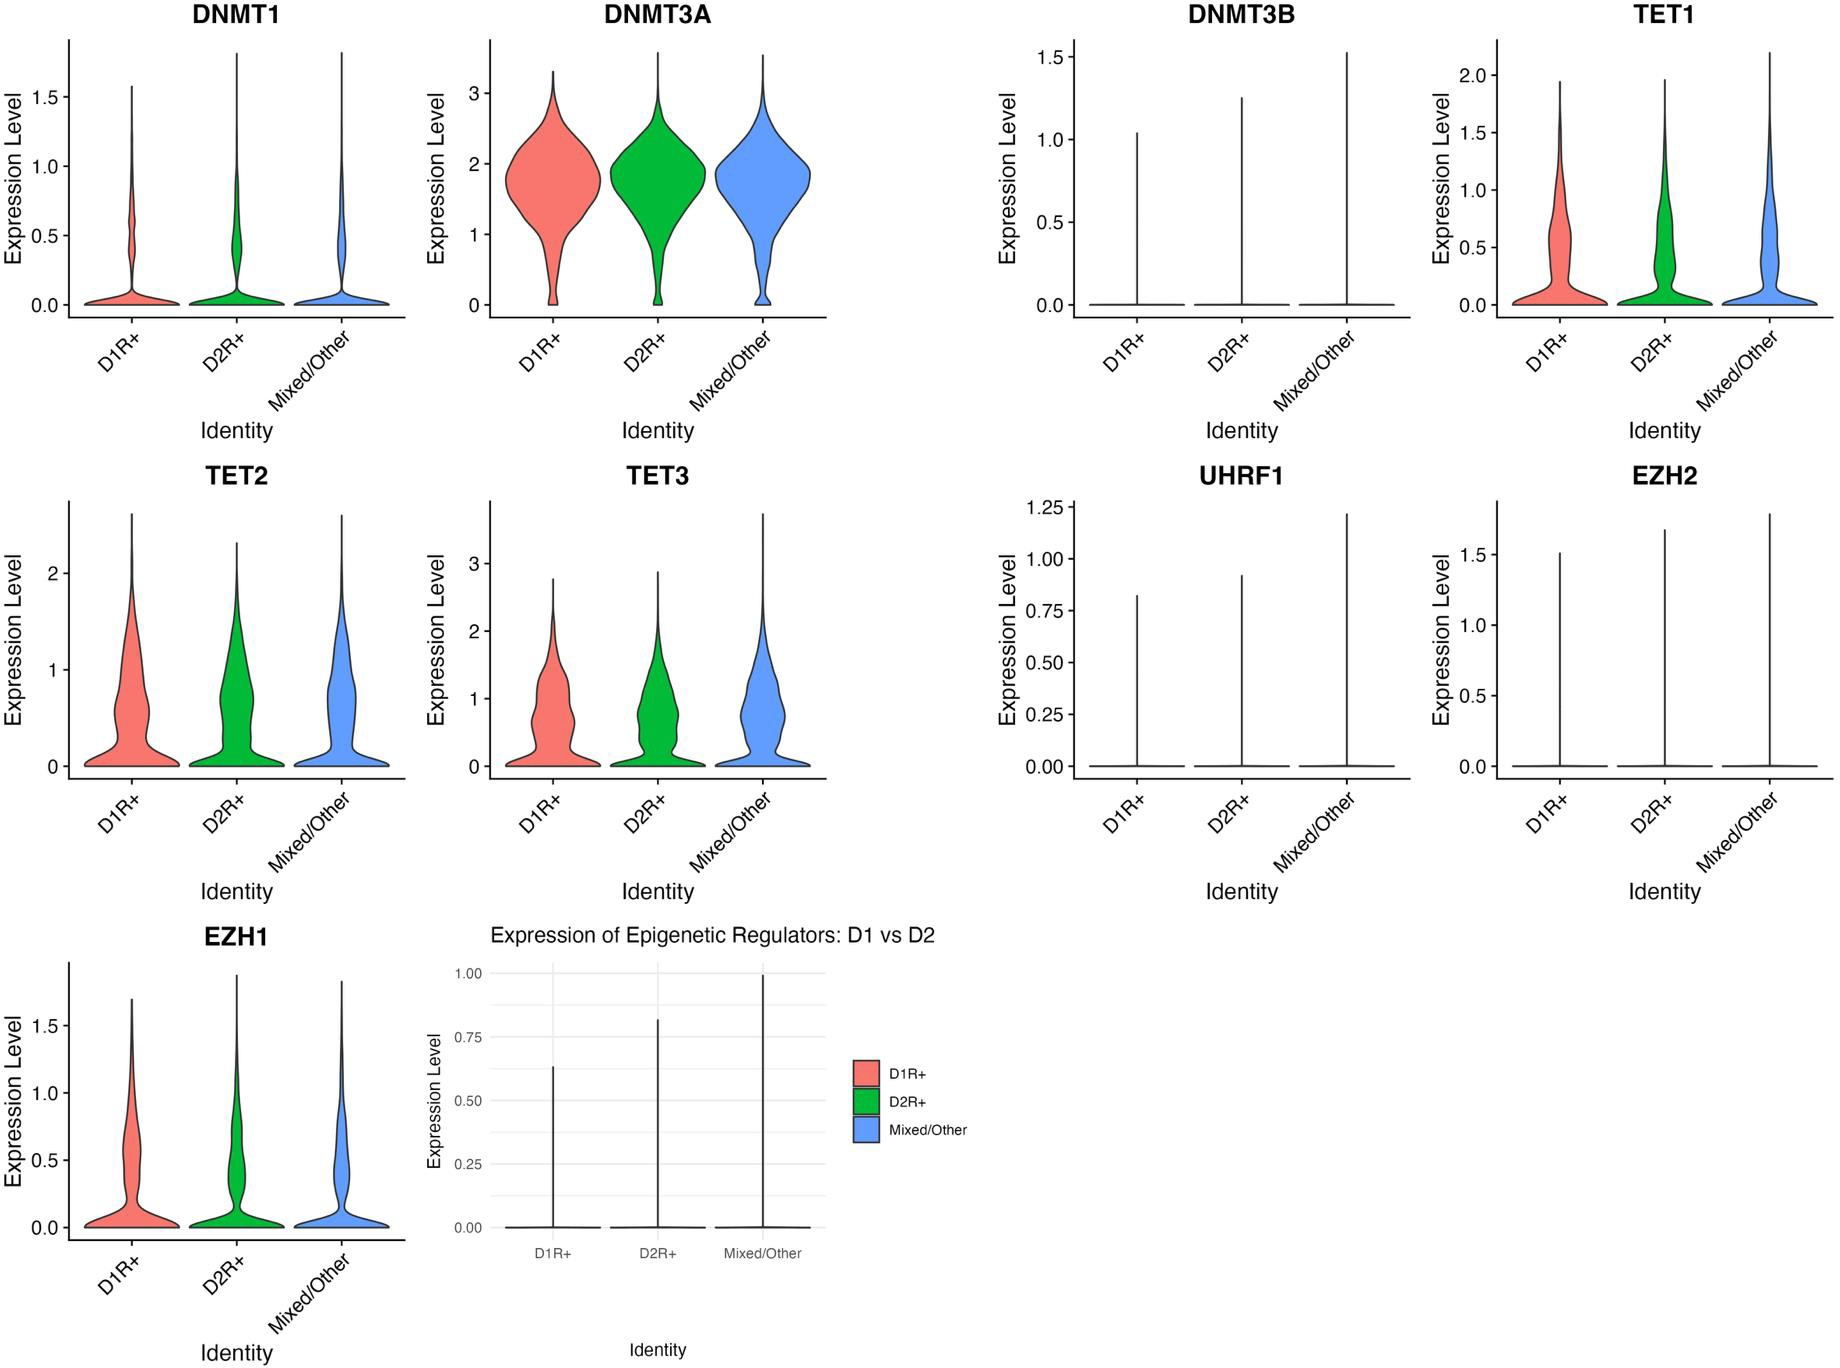 DNMT1
Expression Level
1.5
1.0
0.5
0.0
D1R+
D2R+
Mixed/Other
Identity
DNMT3A
Expression Level
3
2
1
0
D1R+
D2R+
Mixed/Other
Identity
DNMT3B
Expression Level
1.5
1.0
0.5
0.0
D1R+
D2R+
Mixed/Other
Identity
TET1
Expression Level
2.0
1.5
1.0
0.5
0.0
D1R+
D2R+
Mixed/Other
Identity
TET2
Expression Level
2
1
0
D1R+
D2R+
Mixed/Other
Identity
TET3
Expression Level
3
2
1
0
D1R+
D2R+
Mixed/Other
Identity
UHRF1
Expression Level
1.25
1.00
0.75
0.50
0.25
0.00
D1R+
D2R+
Mixed/Other
Identity
EZH2
Expression Level
1.5
1.0
0.5
0.0
D1R+
D2R+
Mixed/Other
Identity
EZH1
Expression Level
1.5
1.0
0.5
0.0
D1R+
D2R+
Mixed/Other
Identity
Expression of Epigenetic Regulators: D1 vs D2
Expression Level
1.00
0.75
0.50
0.25
0.00
D1R+
D2R+
Mixed/Other
Identity
D1R+
D2R+
Mixed/Other